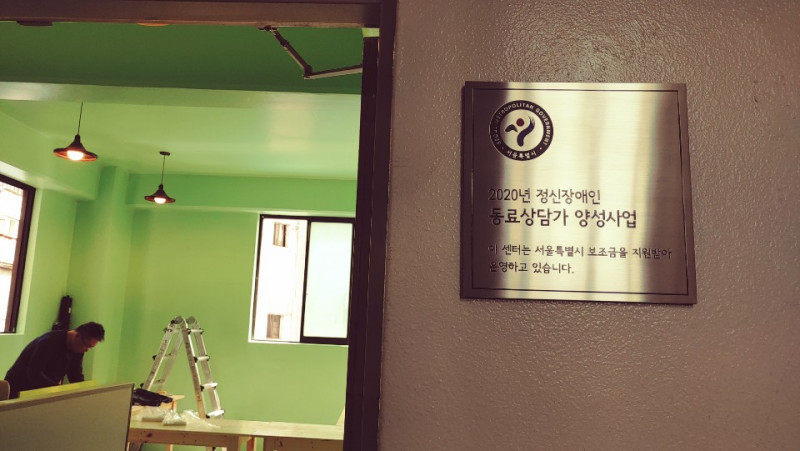 SEOUL METROPOLITAN GOVERNMENT
서울특별시
2020년 정신장애인
동료상담가 양성사업
이 센터는 서울특별시 보조금을 지원받아
운영하고 있습니다.